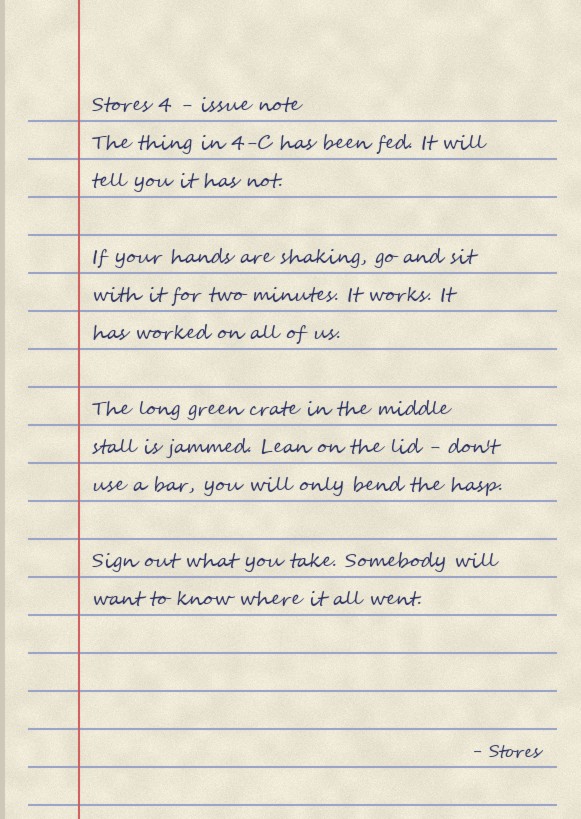 Stores 4 - issue note
The thing in 4-C has been fed. It will
tell you it has not.
If your hands are shaking, go and sit
with it for two minutes. It works. It
has worked on all of us.
The long green crate in the middle
stall is jammed. Lean on the lid - don't
use a bar, you will only bend the hasp.
Sign out what you take. Somebody will
want to know where it all went.
- Stores